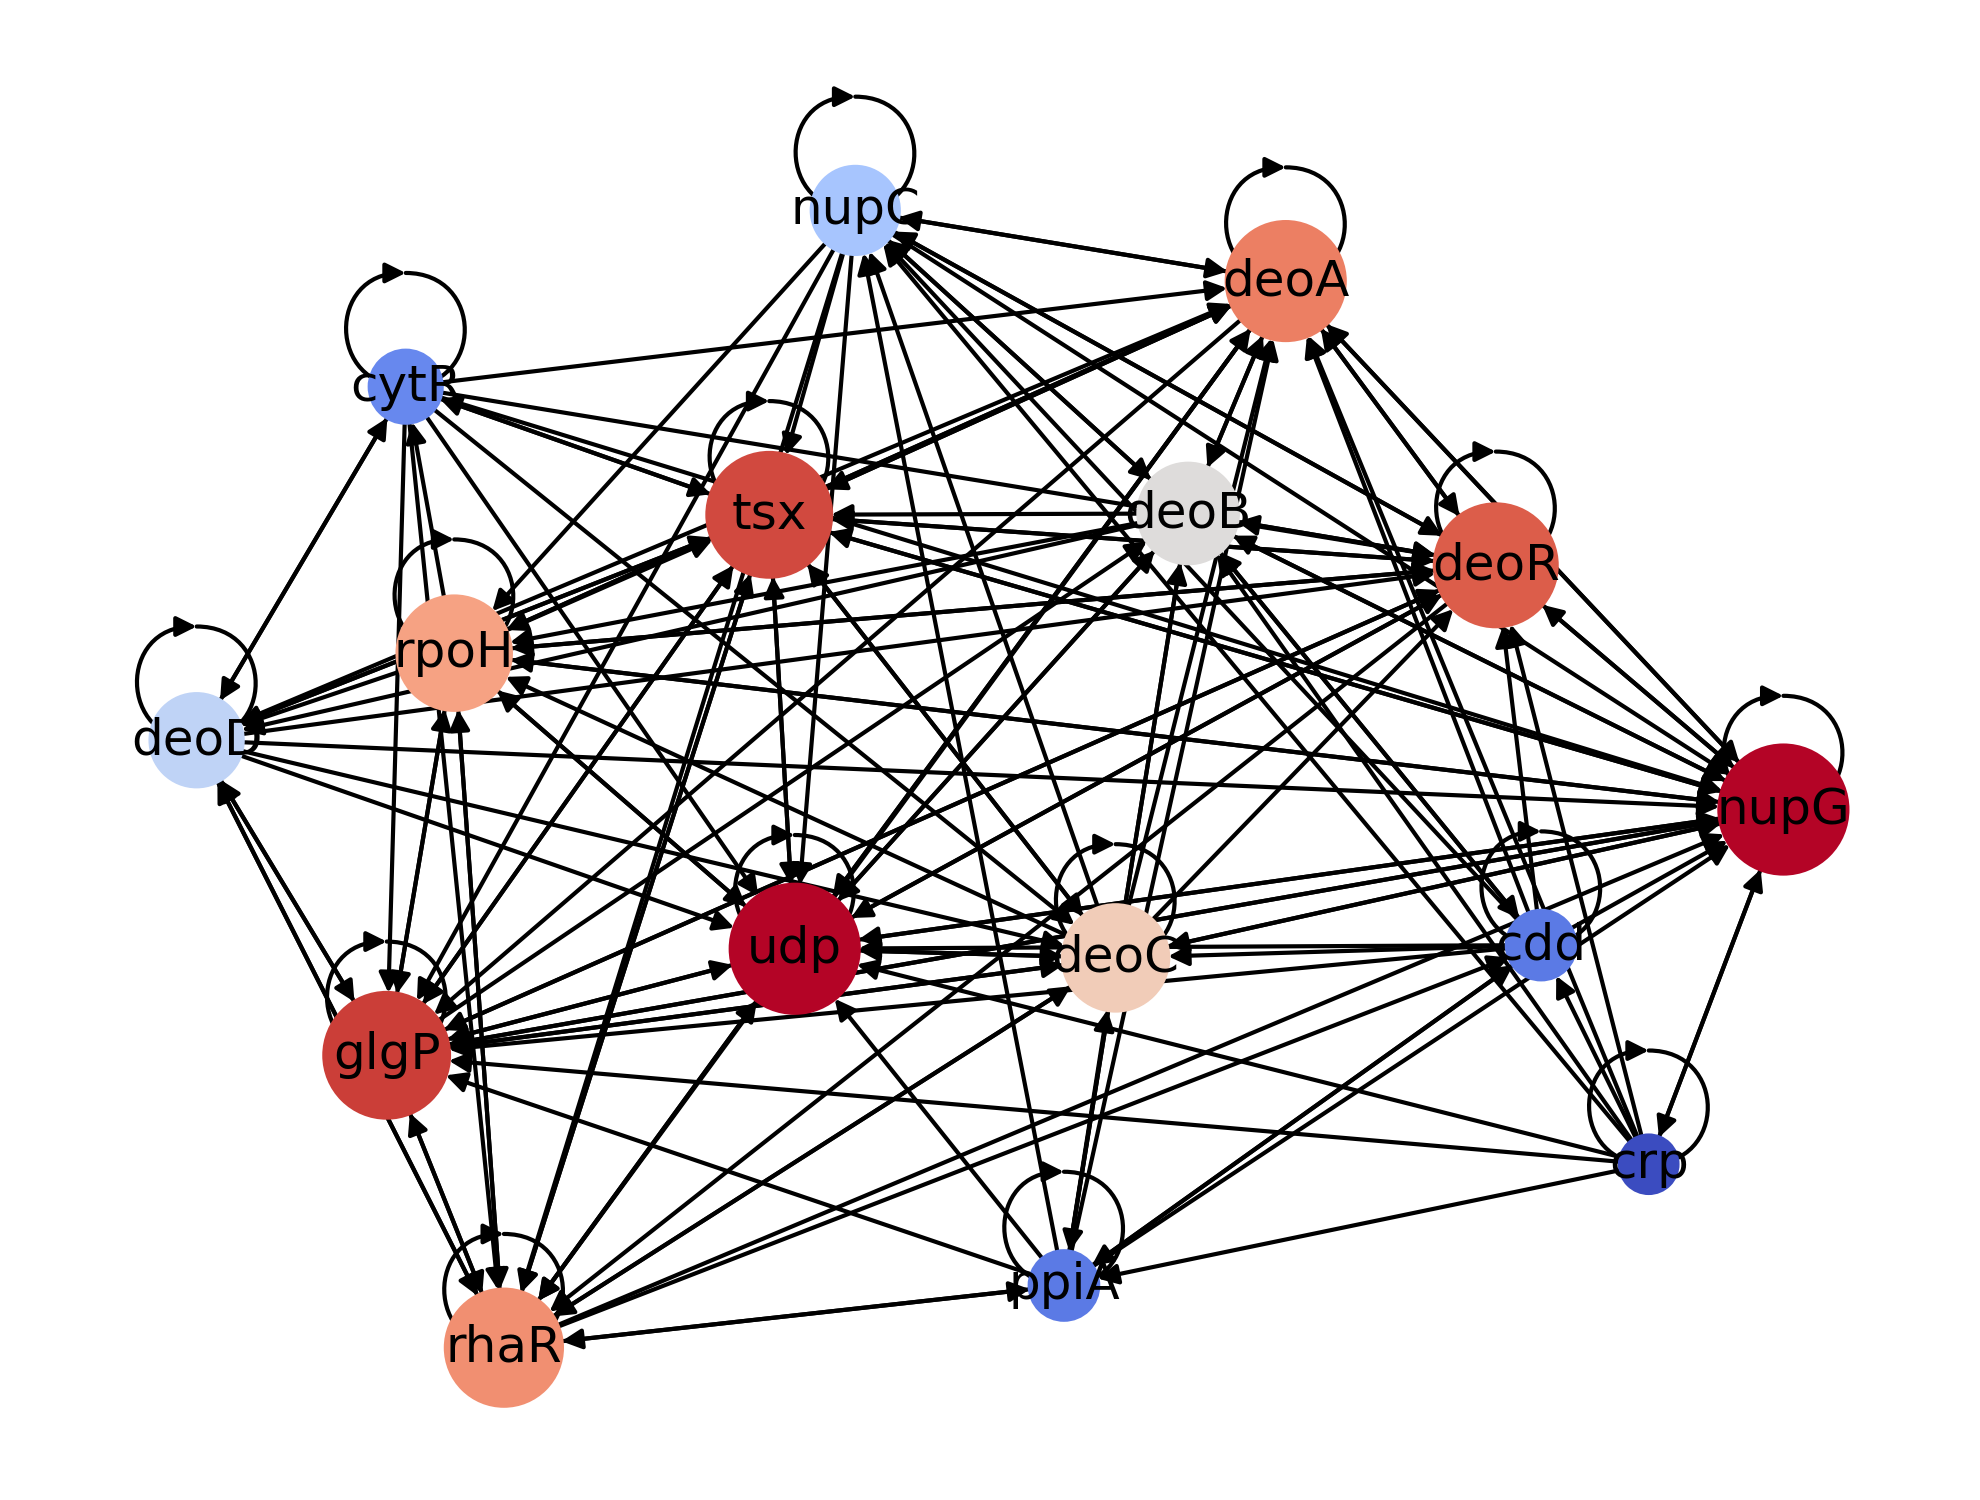 nupC
deoA
cytR
tsx
deoB
deoR
rpoH
deoD
nupG
udp
deoC
cdd
glgP
crp
ppiA
rhaR